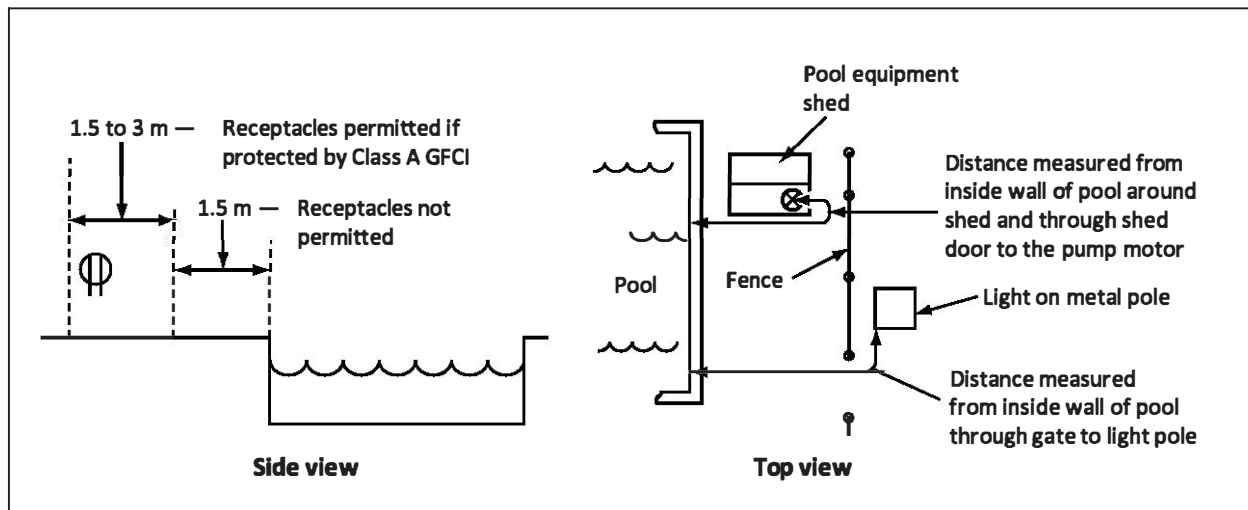 1.5 to 3 m —
Receptacles permitted if
protected by Class A GFCI
1.5 m —
Receptacles not
permitted
Side view
Pool equipment
shed
Distance measured from
inside wall of pool around
shed and through shed
door to the pump motor
Pool
Fence
Light on metal pole
Distance measured
from inside wall of pool
through gate to light pole
Top view